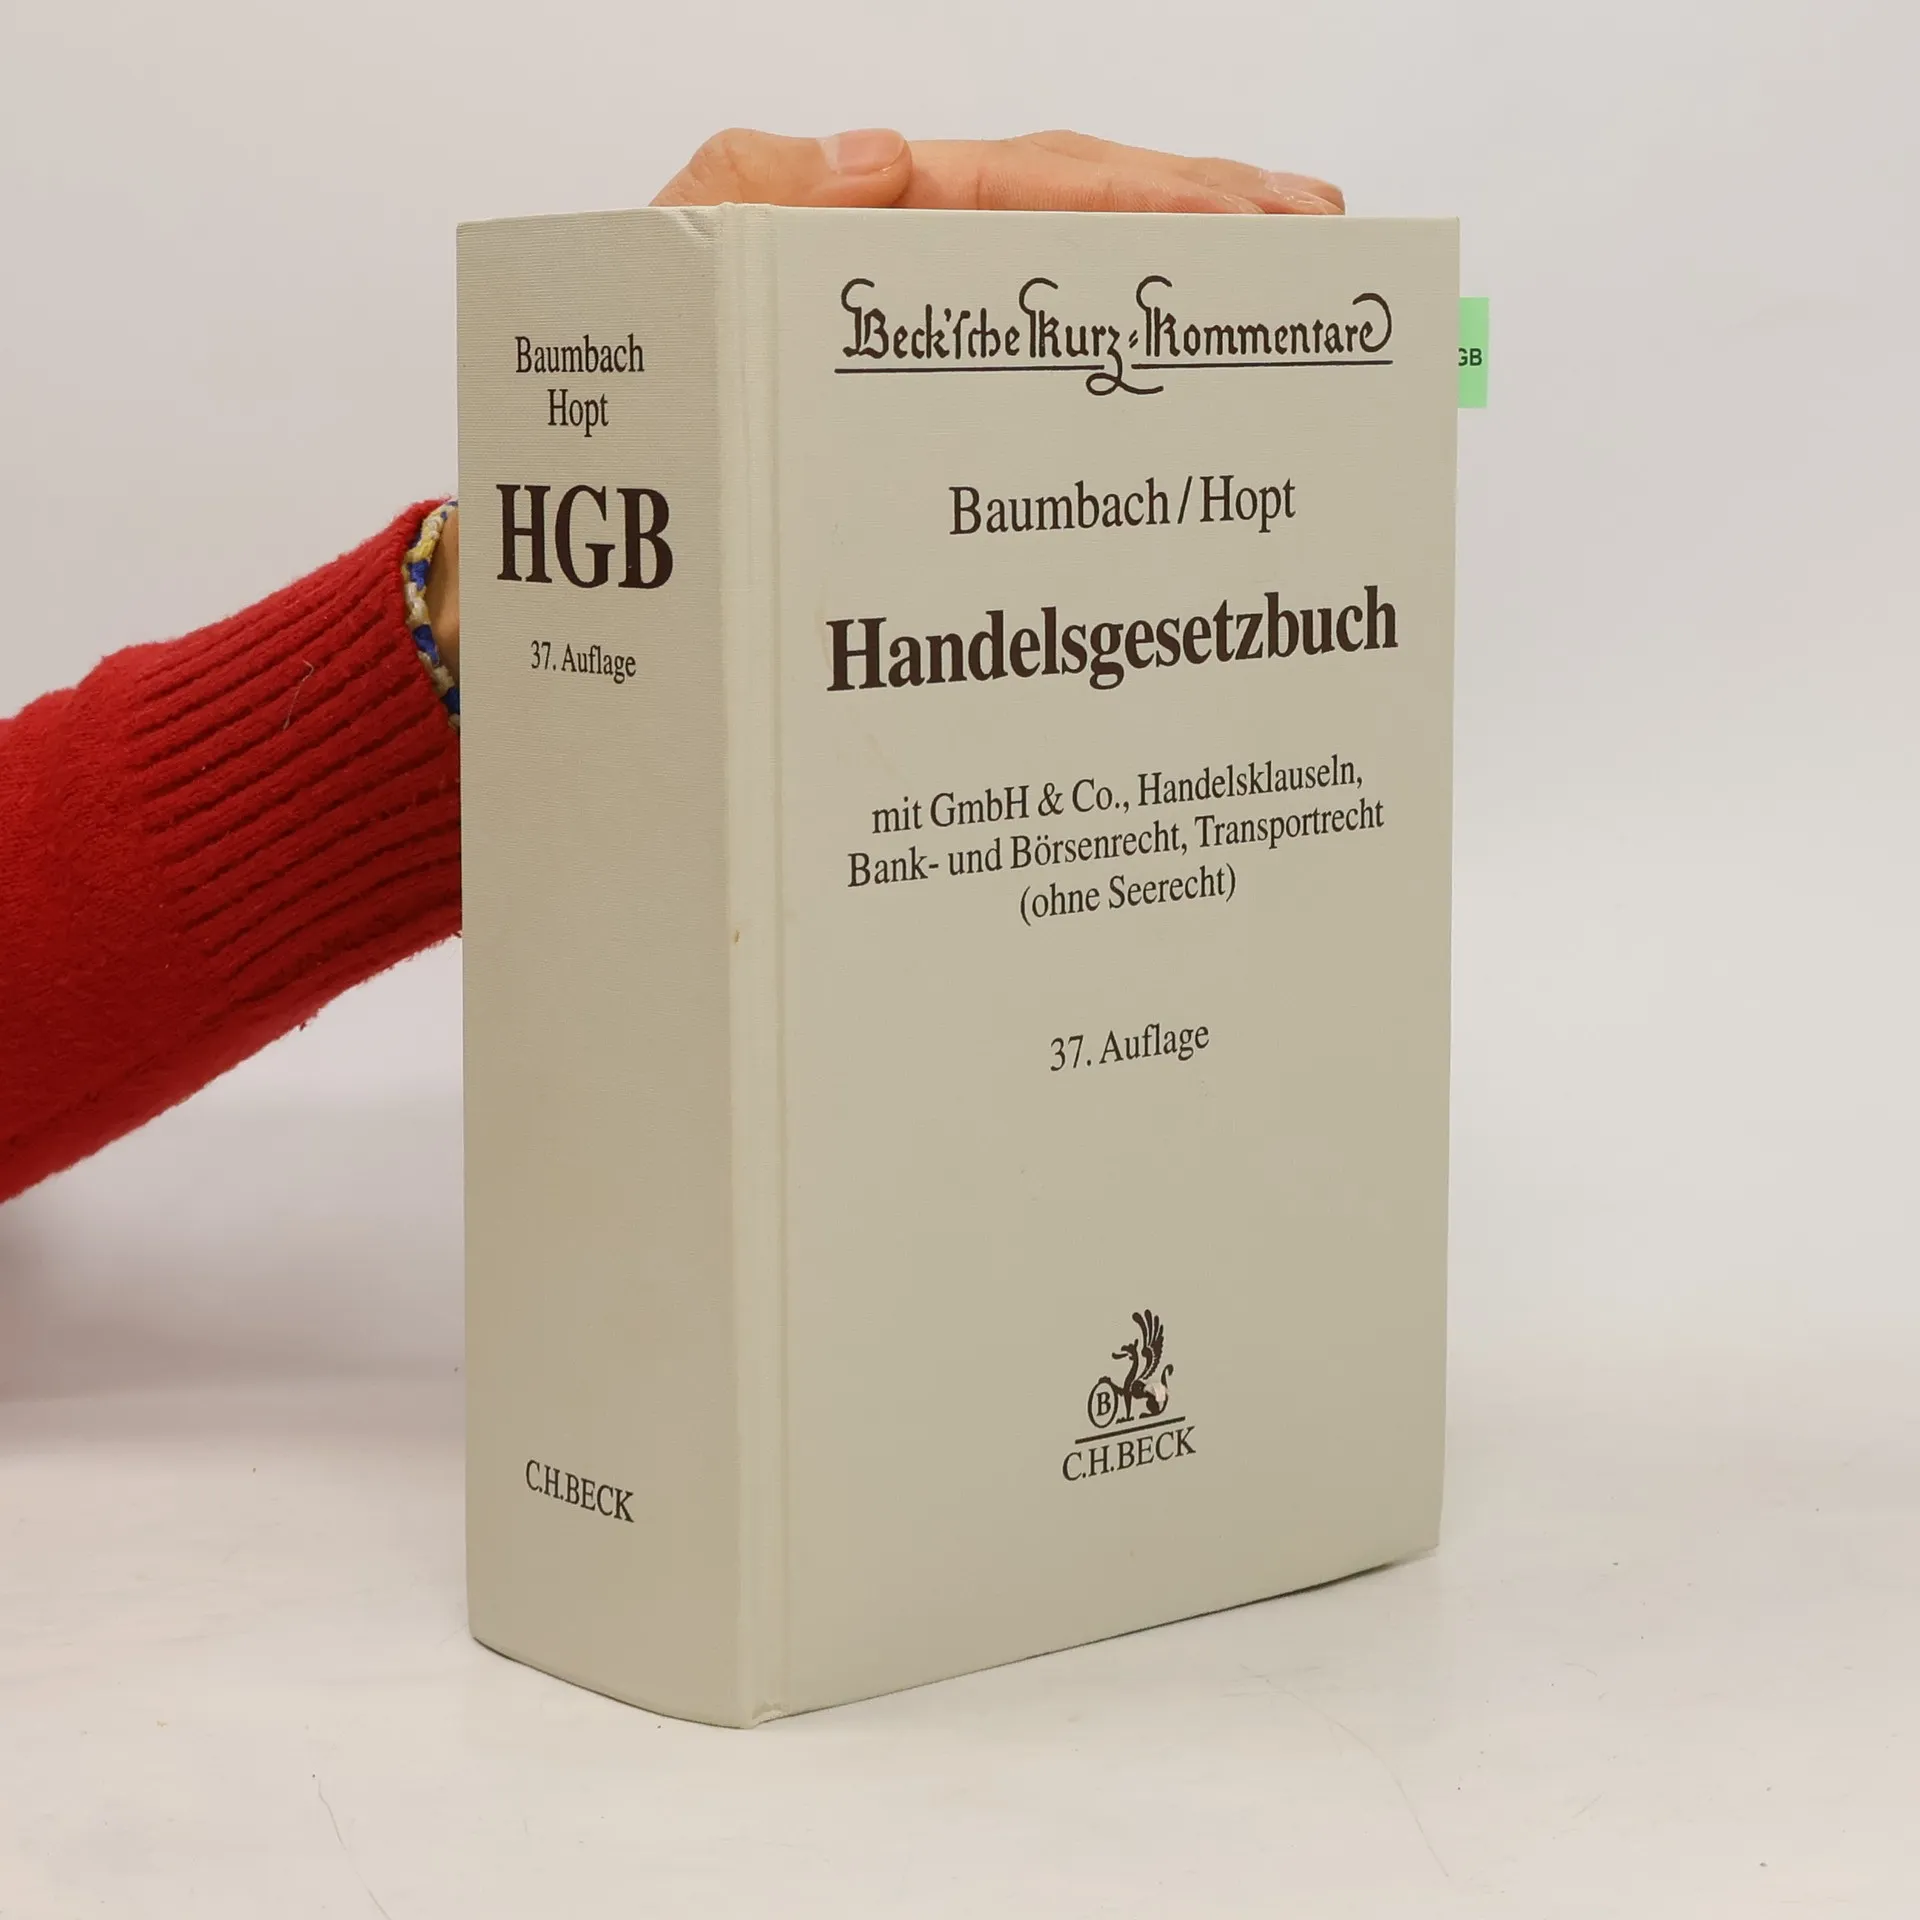 Baumbach
Hopt
HGB
37. Auflage
C.H.BECK
Beck'sche Kurz-Kommentare
Baumbach/Hopt
Handelsgesetzbuch
mit GmbH & Co., Handelsklauseln,
Bank- und Börsenrecht, Transportrecht
(ohne Seerecht)
37. Auflage
B
C.H.BECK
GB